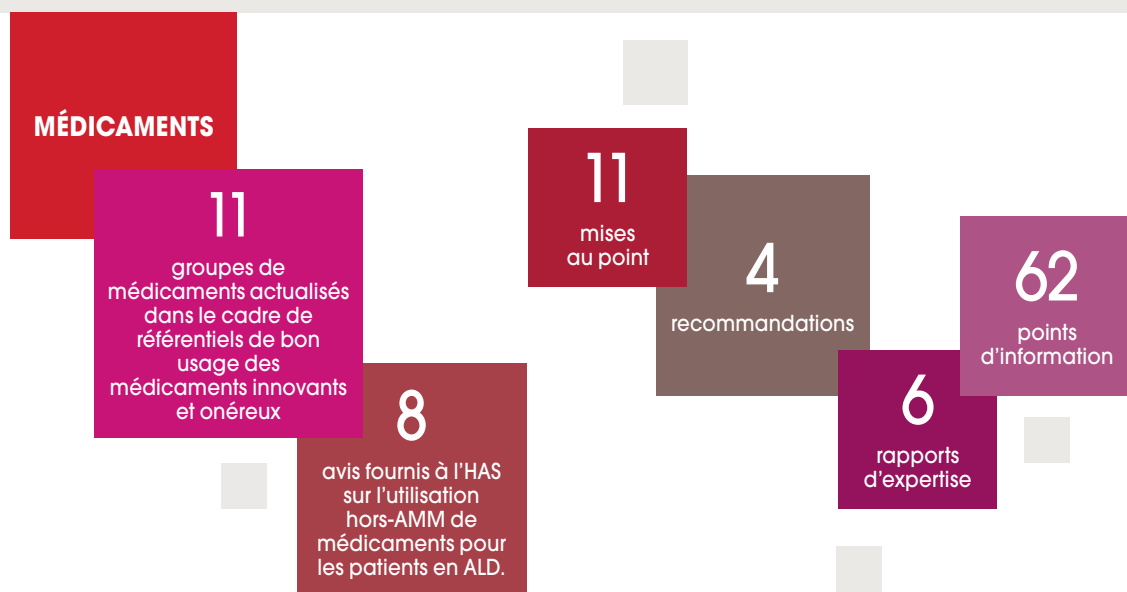 MÉDICAMENTS
11
groupes de
médicaments actualisés
dans le cadre de
référentiels de bon
usage des
médicaments innovants
et onéreux
8
avis fournis à l'HAS
sur l'utilisation
hors-AMM de
médicaments pour
les patients en ALD.
11
mises
au point
4
recommandations
6
rapports
d'expertise
62
points
d'information